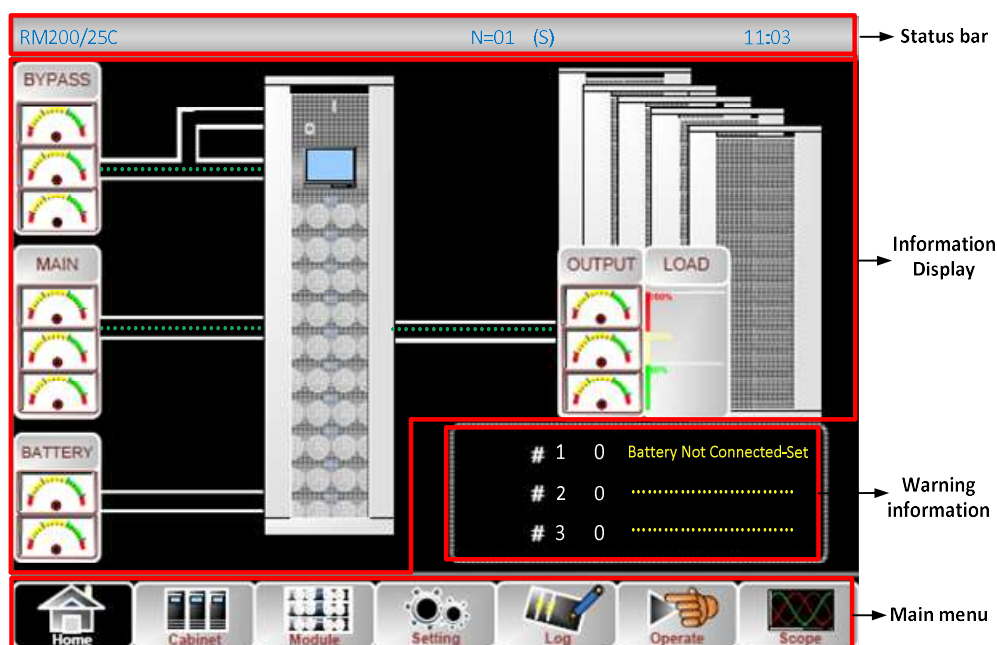 RM200/25C N=01 (S) 11:03
Status bar
BYPASS
MAIN
OUTPUT LOAD
Information
Display
BATTERY
# 1 0 Battery Not Connected-Set
# 2 0 ..............................
# 3 0 ..............................
Warning
information
Home Cabinet Module Setting Log Operate Scope
Main menu